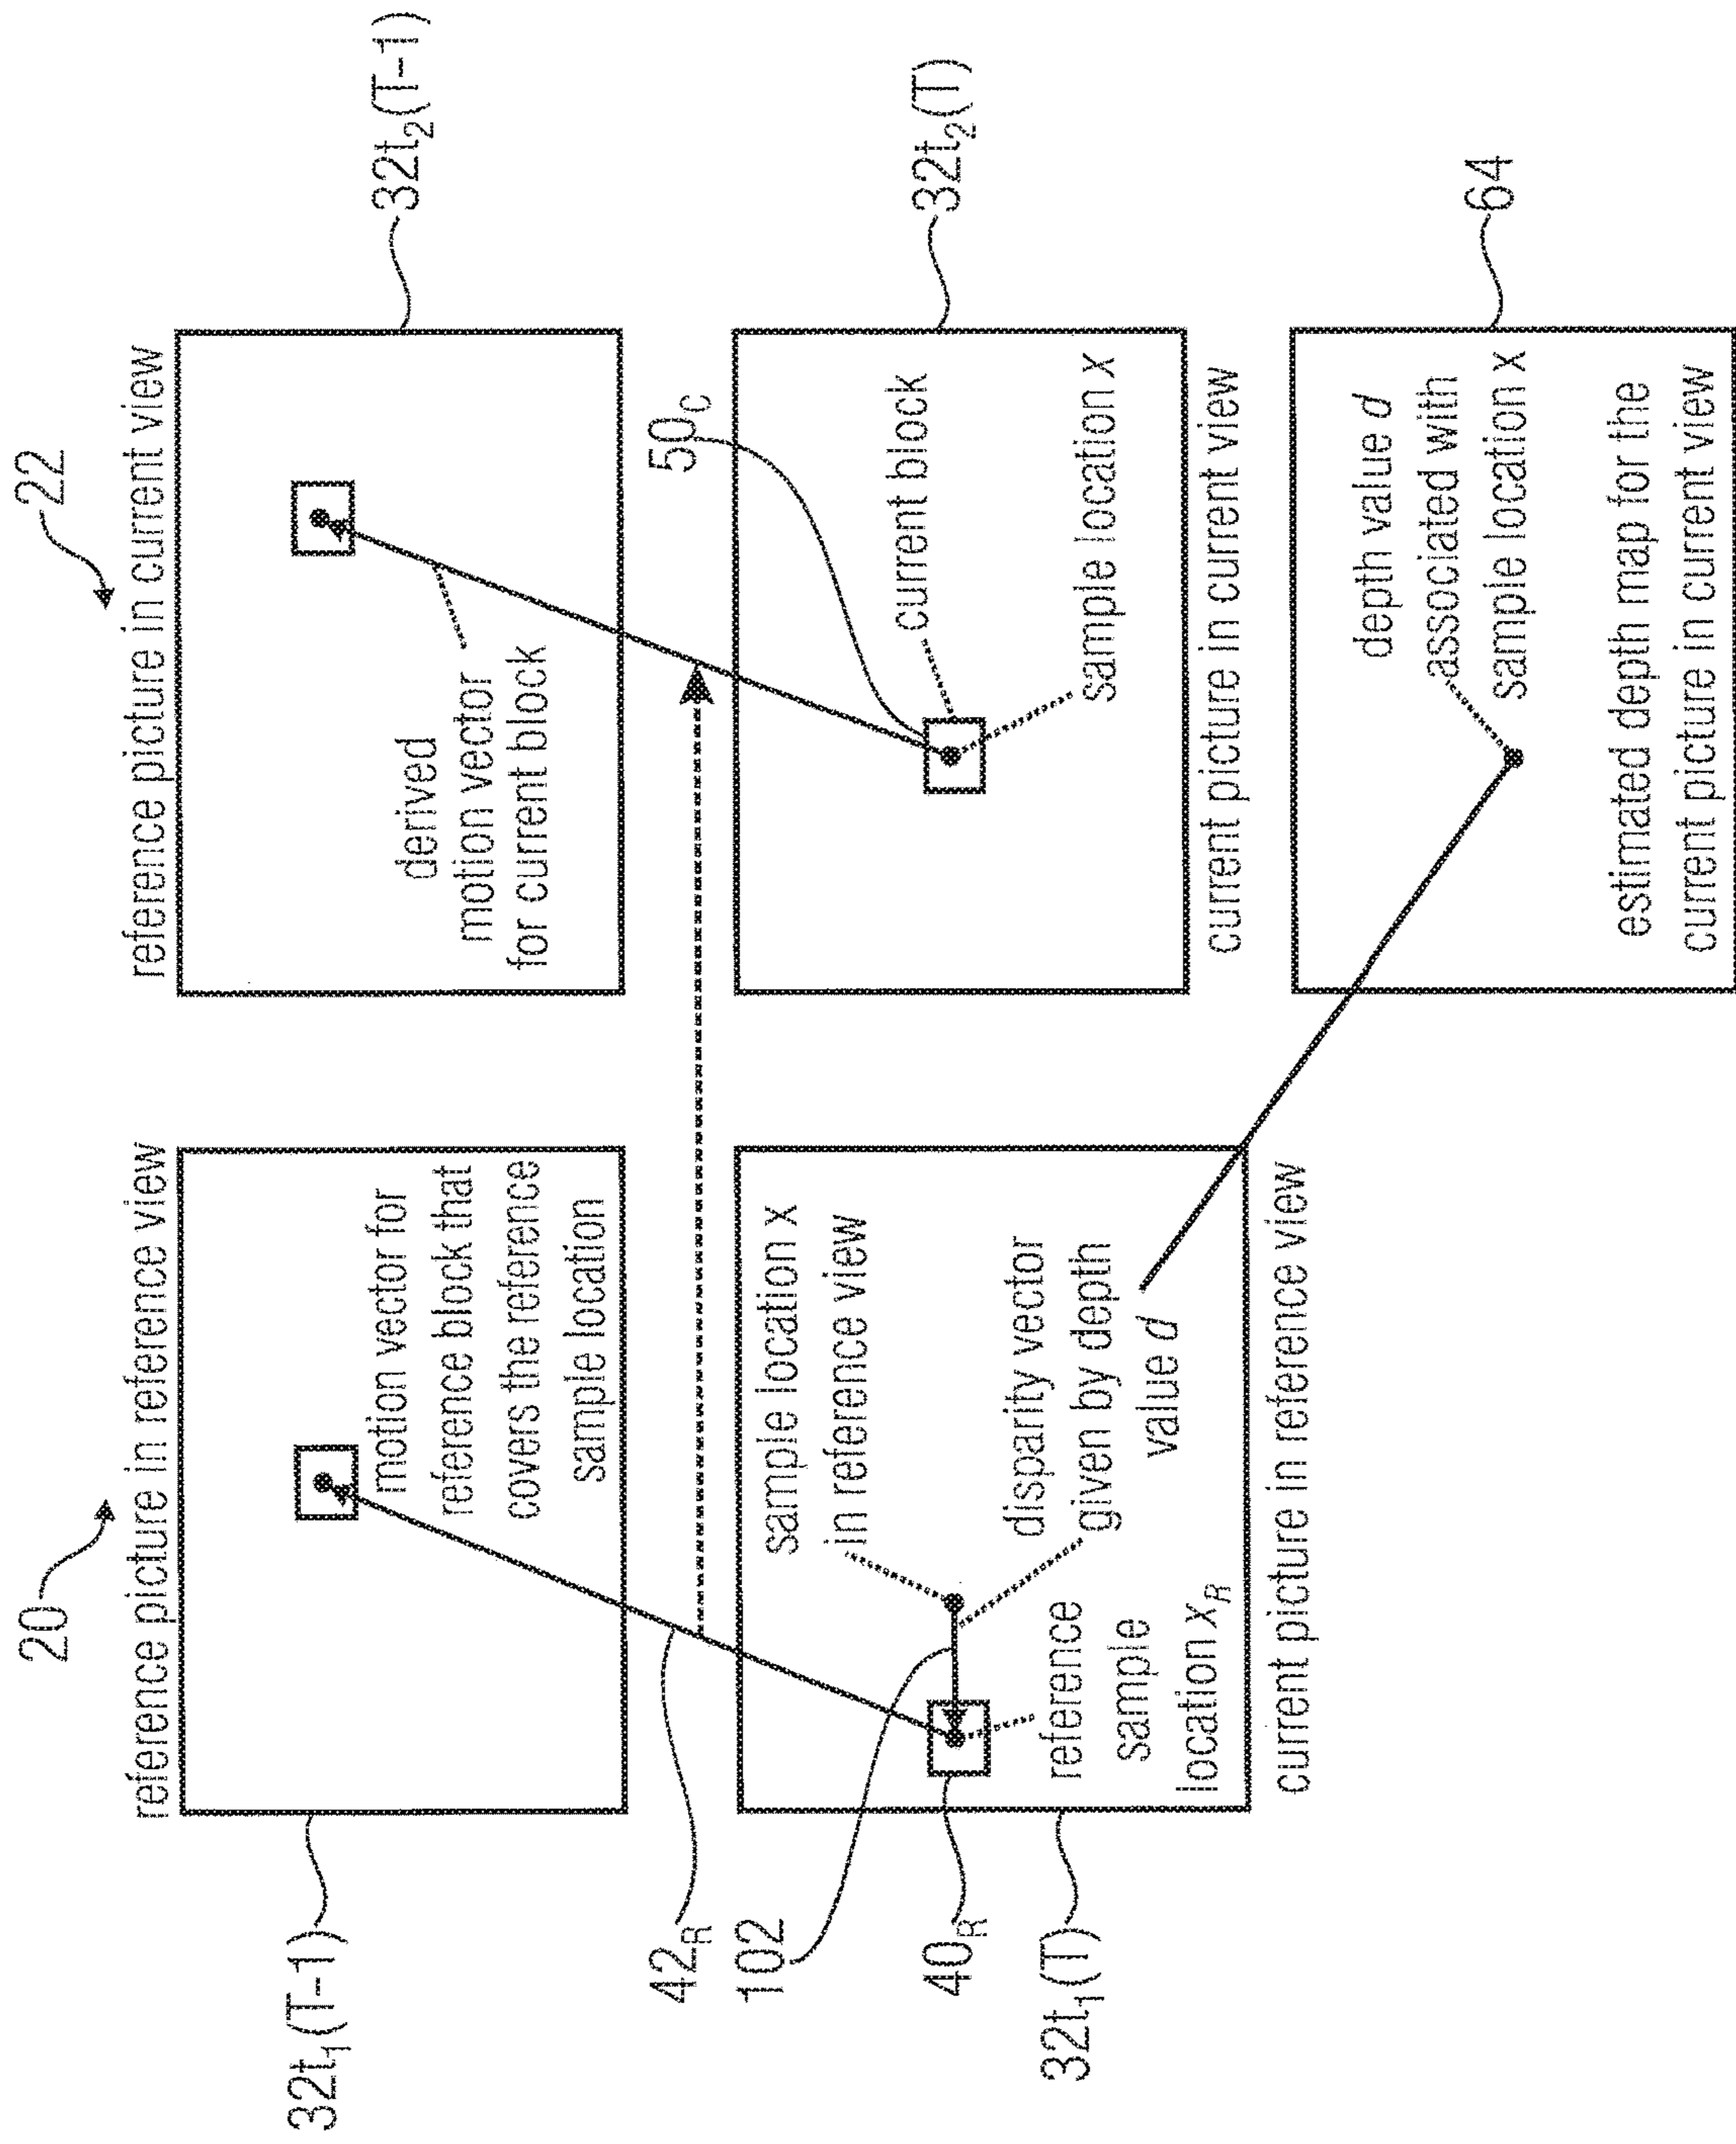 20
22
reference picture in reference view
reference picture in current view
32t₁(T-1)
motion vector for
reference block that
covers the reference
sample location
derived
motion vector
for current block
32t₂(T-1)
42R
102
40R
32t₁(T)
sample location x
in reference view
disparity vector
given by depth
value d
reference
sample
location xR
current picture in reference view
50C
current block
sample location x
32t₂(T)
current picture in current view
depth value d
associated with
sample location x
estimated depth map for the
current picture in current view
64